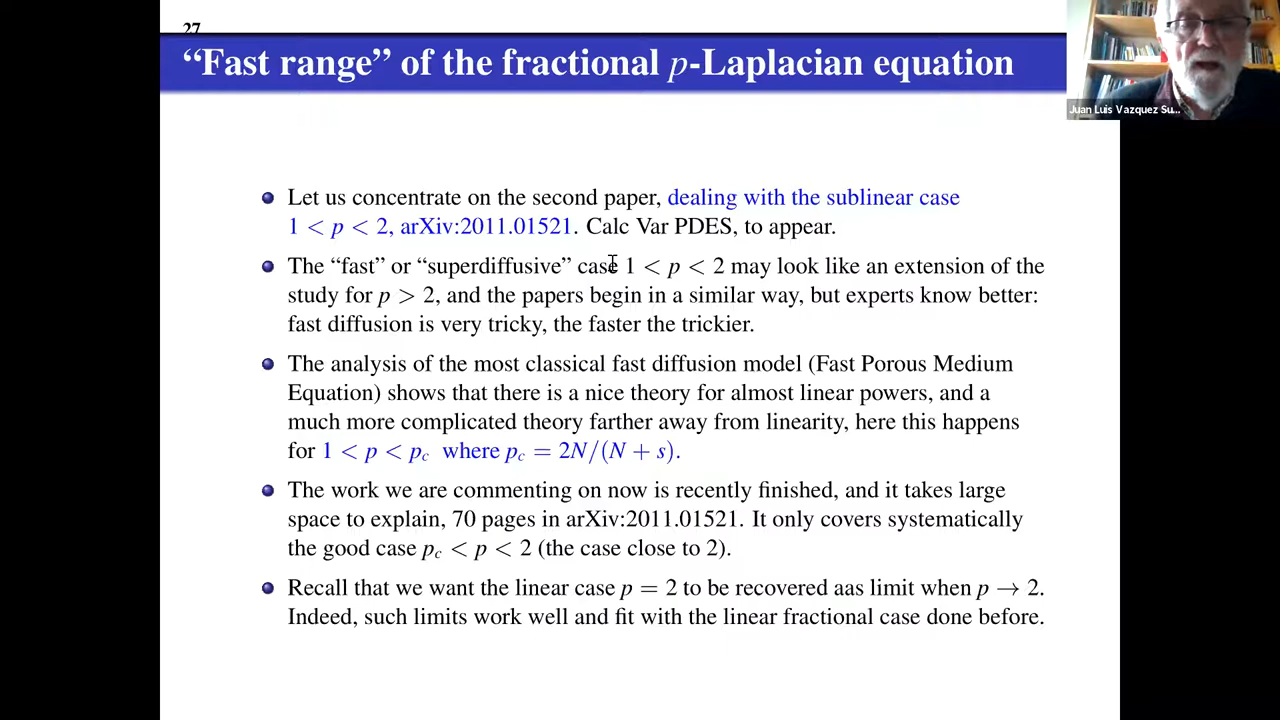 27
“Fast range” of the fractional p-Laplacian equation
Juan Luis Vazquez Su...
Let us concentrate on the second paper, dealing with the sublinear case
1 < p < 2, arXiv:2011.01521. Calc Var PDES, to appear.
The “fast” or “superdiffusive” case 1 < p < 2 may look like an extension of the
study for p > 2, and the papers begin in a similar way, but experts know better:
fast diffusion is very tricky, the faster the trickier.
The analysis of the most classical fast diffusion model (Fast Porous Medium
Equation) shows that there is a nice theory for almost linear powers, and a
much more complicated theory farther away from linearity, here this happens
for 1 < p < p_c where p_c = 2N/(N + s).
The work we are commenting on now is recently finished, and it takes large
space to explain, 70 pages in arXiv:2011.01521. It only covers systematically
the good case p_c < p < 2 (the case close to 2).
Recall that we want the linear case p = 2 to be recovered aas limit when p → 2.
Indeed, such limits work well and fit with the linear fractional case done before.